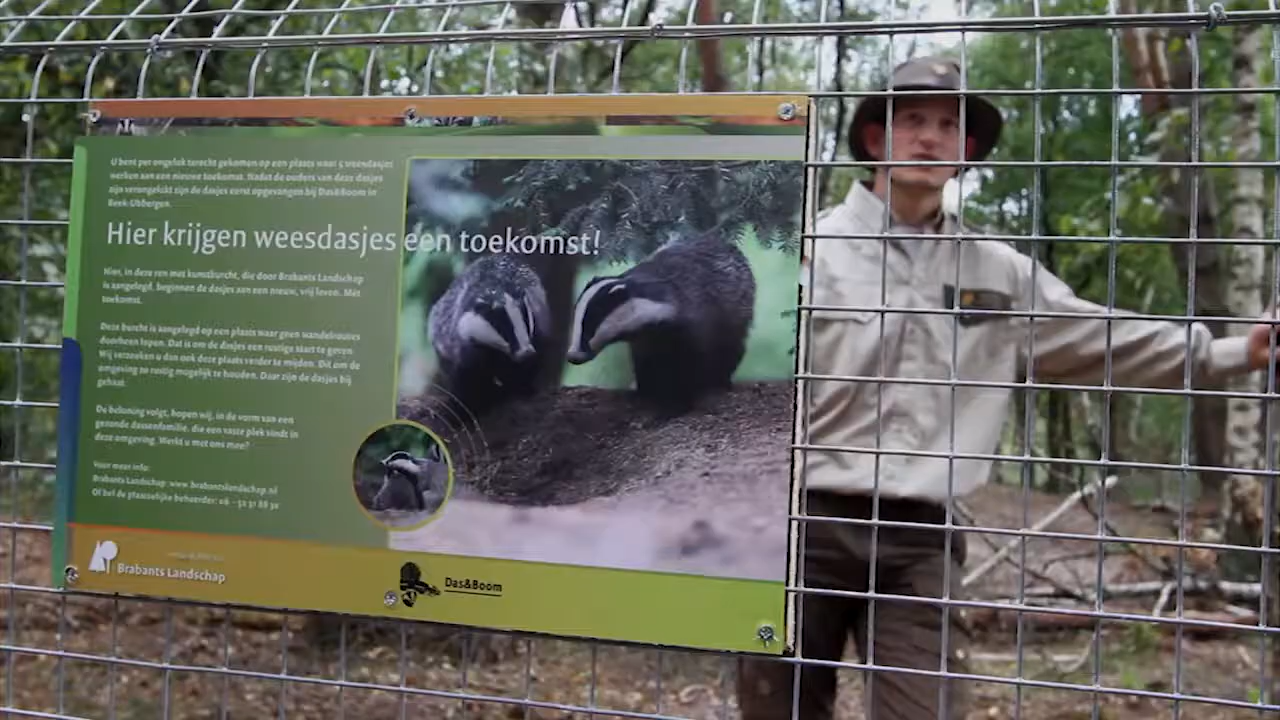 U bent per ongeluk terecht gekomen op een plaats waar 5 weesdasjes
werken aan een nieuwe toekomst. Nadat de ouders van deze dasjes
zijn verongelukt zijn de dasjes eerst opgevangen bij Das&Boom in
Beek-Ubbergen.
Hier krijgen weesdasjes een toekomst!
Hier, in deze ren met kunstburcht, die door Brabants Landschap
is aangelegd, beginnen de dasjes aan een nieuw, vrij leven. Met
toekomst.
Deze burcht is aangelegd op een plaats waar geen wandelroutes
doorheen lopen. Dat is om de dasjes een rustige start te geven.
Wij verzoeken u dan ook deze plaats verder te mijden. Dit om de
omgeving zo rustig mogelijk te houden. Daar zijn de dasjes bij
gebaat.
De beloning volgt, hopen wij, in de vorm van een
gezonde dassenfamilie, die een vaste plek vindt in
deze omgeving. Werkt u met ons mee?
Voor meer info:
Brabants Landschap: www.brabantslandschap.nl
Of bel de plaatselijke beheerder: 06 -
Brabants Landschap
Das&Boom